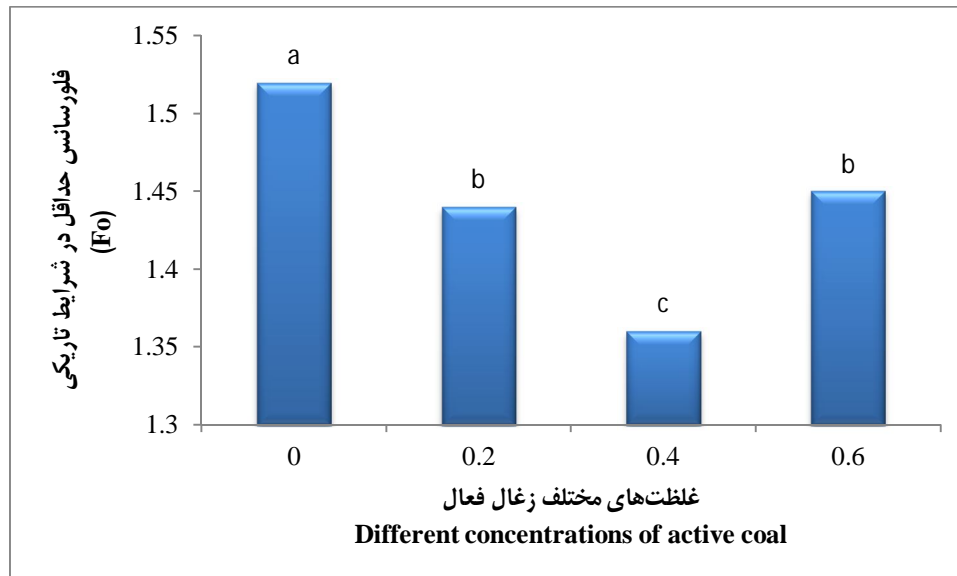 1.55
1.5
1.45
1.4
1.35
1.3
فلورسانس حداقل در شرایط تاریکی
(Fo)
a
b
c
b
0
0.2
0.4
0.6
غلظت‌های مختلف زغال فعال
Different concentrations of active coal